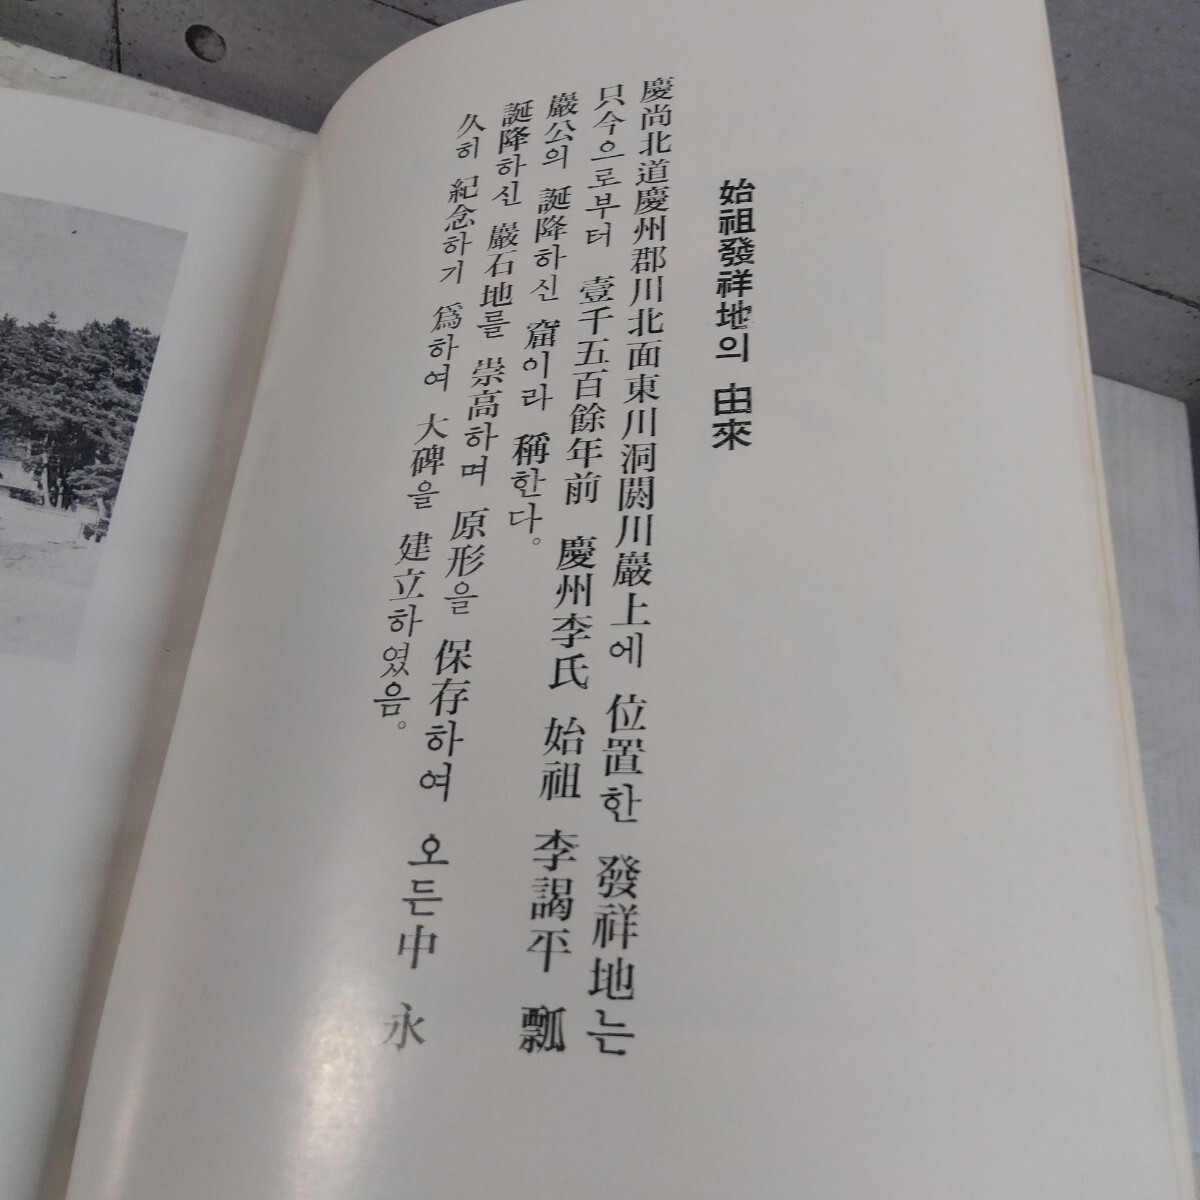 始祖發祥地의 由來
慶尚北道慶州郡川北面東川洞閼川巖上에 位置한 發祥地는
只今으로부터 壹千五百餘年前 慶州李氏 始祖 李謁平 瓢
巖公의 誕降하신 窟이라 稱한다。
誕降하신 巖石地를 崇高하며 原形을 保存하여 오든中 永
久히 紀念하기 爲하여 大碑을 建立하였음。